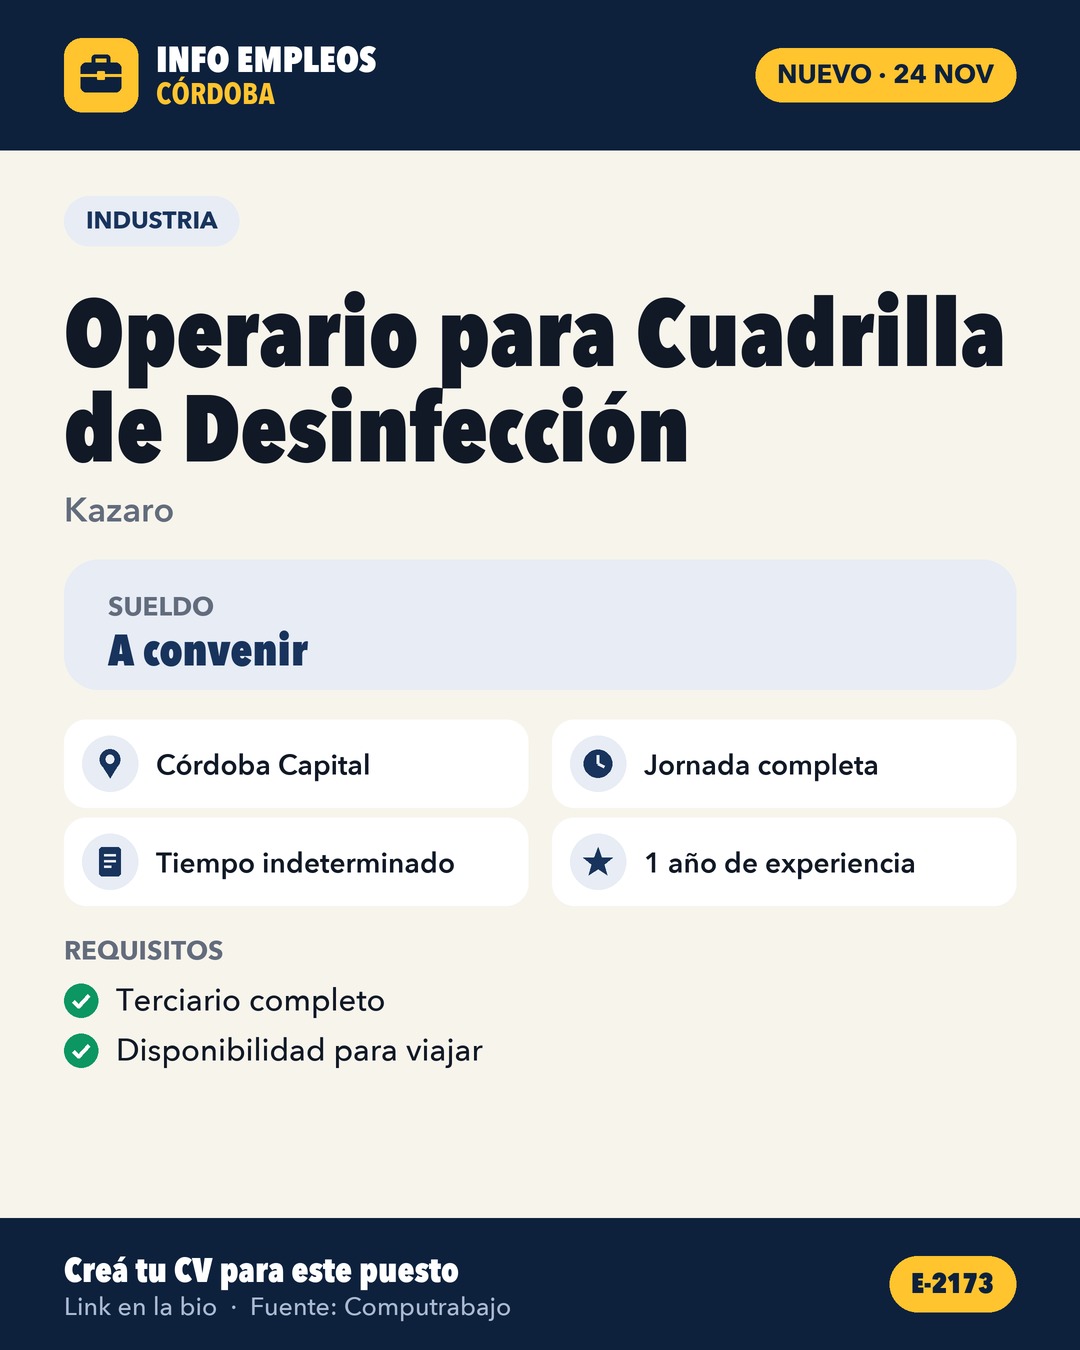 INFO EMPLEOS
CÓRDOBA
NUEVO · 24 NOV
INDUSTRIA
Operario para Cuadrilla
de Desinfección
Kazaro
SUELDO
A convenir
Córdoba Capital
Jornada completa
Tiempo indeterminado
1 año de experiencia
REQUISITOS
Terciario completo
Disponibilidad para viajar
Creá tu CV para este puesto
Link en la bio · Fuente: Computrabajo
E-2173